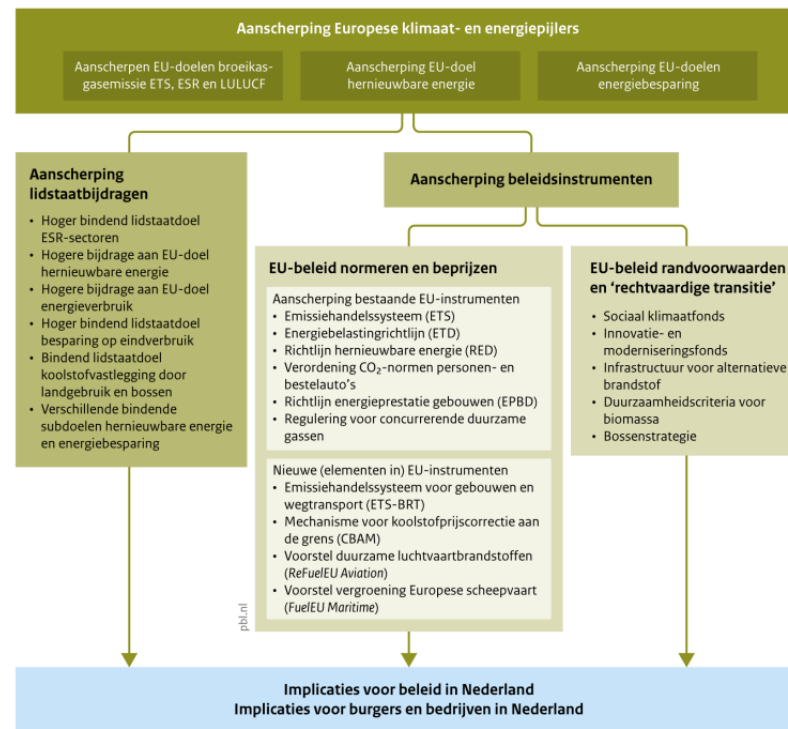 Aanscherping Europese klimaat- en energiepijlers
Aanscherpen EU-doelen broeikas-
gasemissie ETS, ESR en LULUCF
Aanscherping EU-doel
hernieuwbare energie
Aanscherping EU-doelen
energiebesparing
Aanscherping
lidstaatbijdragen
• Hoger bindend lidstaatdoel
ESR-sectoren
• Hogere bijdrage aan EU-doel
hernieuwbare energie
• Hogere bijdrage aan EU-doel
energieverbruik
• Hoger bindend lidstaatdoel
besparing op eindverbruik
• Bindend lidstaatdoel
koolstofvastlegging door
landgebruik en bossen
• Verschillende bindende
subdoelen hernieuwbare energie
en energiebesparing
Aanscherping beleidsinstrumenten
EU-beleid normeren en beprijzen
Aanscherping bestaande EU-instrumenten
• Emissiehandelssysteem (ETS)
• Energiebelastingrichtlijn (ETD)
• Richtlijn hernieuwbare energie (RED)
• Verordening CO₂-normen personen- en
bestelauto's
• Richtlijn energieprestatie gebouwen (EPBD)
• Regulering voor concurrerende duurzame
gassen
Nieuwe (elementen in) EU-instrumenten
• Emissiehandelssysteem voor gebouwen en
wegtransport (ETS-BRT)
• Mechanisme voor koolstofprijscorrectie aan
de grens (CBAM)
• Voorstel duurzame luchtvaartbrandstoffen
(ReFuelEU Aviation)
• Voorstel vergroening Europese scheepvaart
(FuelEU Maritime)
EU-beleid randvoorwaarden
en 'rechtvaardige transitie'
• Sociaal klimaatfonds
• Innovatie- en
moderniseringsfonds
• Infrastructuur voor alternatieve
brandstof
• Duurzaamheidscriteria voor
biomassa
• Bossenstrategie
pbl.nl
Implicaties voor beleid in Nederland
Implicaties voor burgers en bedrijven in Nederland